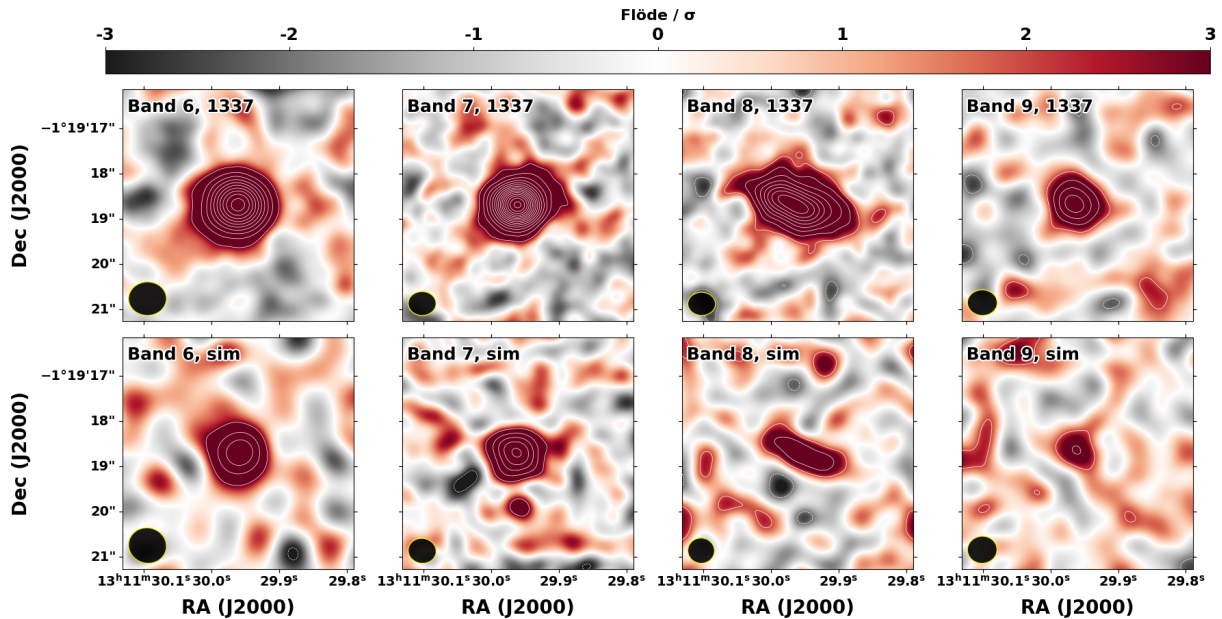 Flöde / σ
-3 -2 -1 0 1 2 3
Band 6, 1337
Band 7, 1337
Band 8, 1337
Band 9, 1337
−1°19'17"
18"
19"
20"
21"
Dec (J2000)
Band 6, sim
Band 7, sim
Band 8, sim
Band 9, sim
−1°19'17"
18"
19"
20"
21"
Dec (J2000)
13ʰ11ᵐ30.1ˢ 30.0ˢ 29.9ˢ 29.8ˢ
13ʰ11ᵐ30.1ˢ 30.0ˢ 29.9ˢ 29.8ˢ
13ʰ11ᵐ30.1ˢ 30.0ˢ 29.9ˢ 29.8ˢ
13ʰ11ᵐ30.1ˢ 30.0ˢ 29.9ˢ 29.8ˢ
RA (J2000)
RA (J2000)
RA (J2000)
RA (J2000)